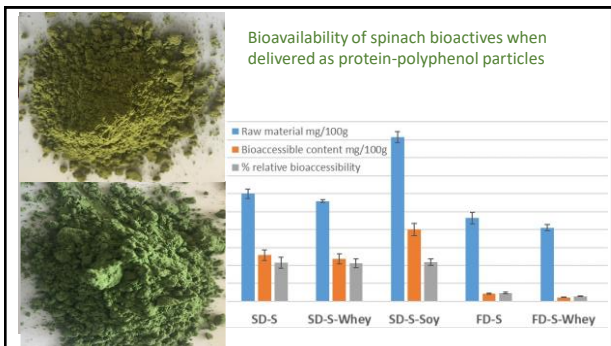 Bioavailability of spinach bioactives when
delivered as protein-polyphenol particles
Raw material mg/100g
Bioaccessible content mg/100g
% relative bioaccessibility
SD-S SD-S-Whey SD-S-Soy FD-S FD-S-Whey